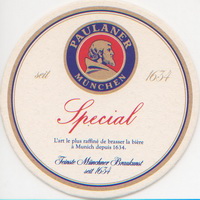 PAULANER
MÜNCHEN
seit 1634
Special
L'art le plus raffiné de brasser la bière
à Munich depuis 1634.
Feinste Münchner Braukunst
seit 1634